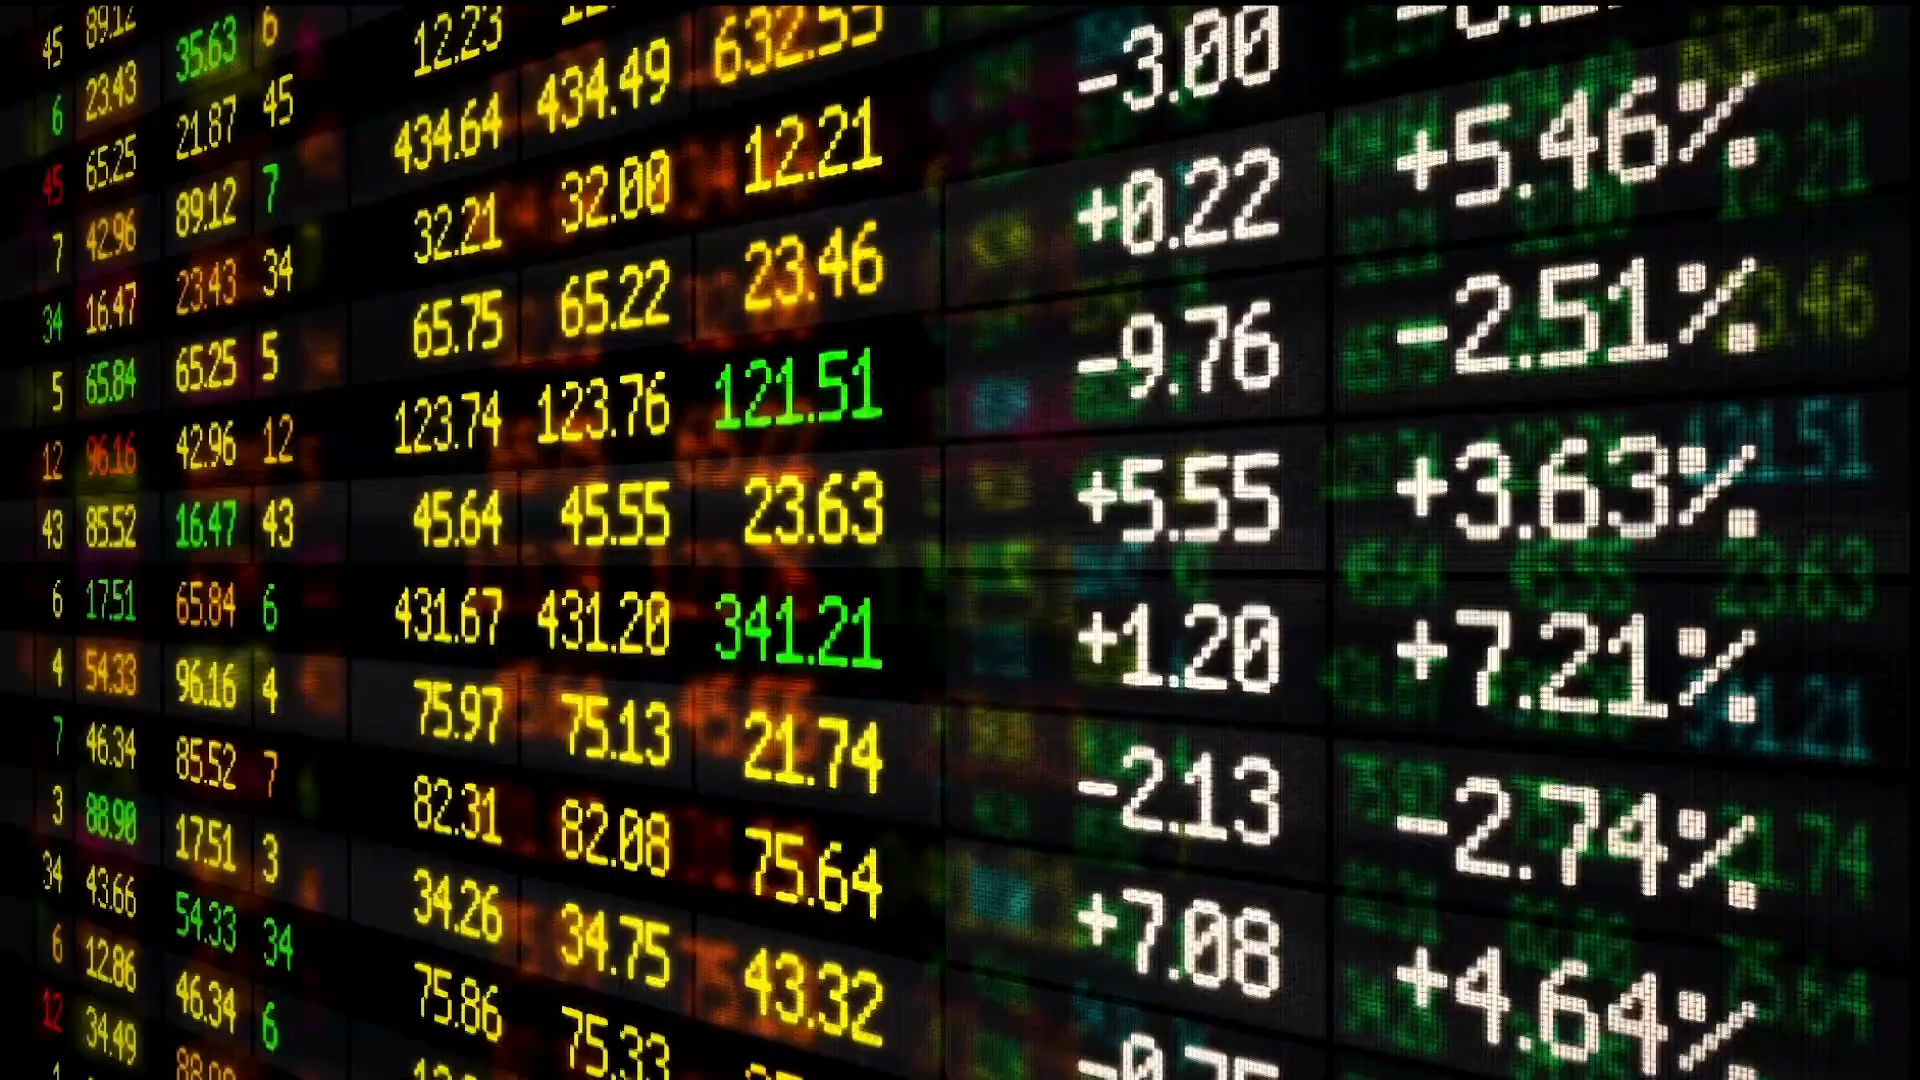 45 89.12 35.63 6 12.23 632.55 -3.00
6 23.43 21.87 45 434.64 434.49 12.21 +0.22 +5.46%
45 65.25 89.12 7 32.21 32.00 23.46 -9.76 -2.51%
7 42.96 23.43 34 65.75 65.22 121.51 +5.55 +3.63%
34 16.47 65.25 5 123.74 123.76 23.63 +1.20 +7.21%
5 65.84 42.96 12 45.64 45.55 341.21 -2.13 -2.74%
12 96.16 16.47 43 431.67 431.20 21.74 +7.08 +4.64%
43 85.52 65.84 6 75.97 75.13 75.64
6 17.51 96.16 4 82.31 82.08 43.32
4 54.33 85.52 7 34.26 34.75
7 46.34 17.51 3 75.86 75.33
3 88.90 54.33 34
34 43.66 46.34 6
6 12.86
12 34.49